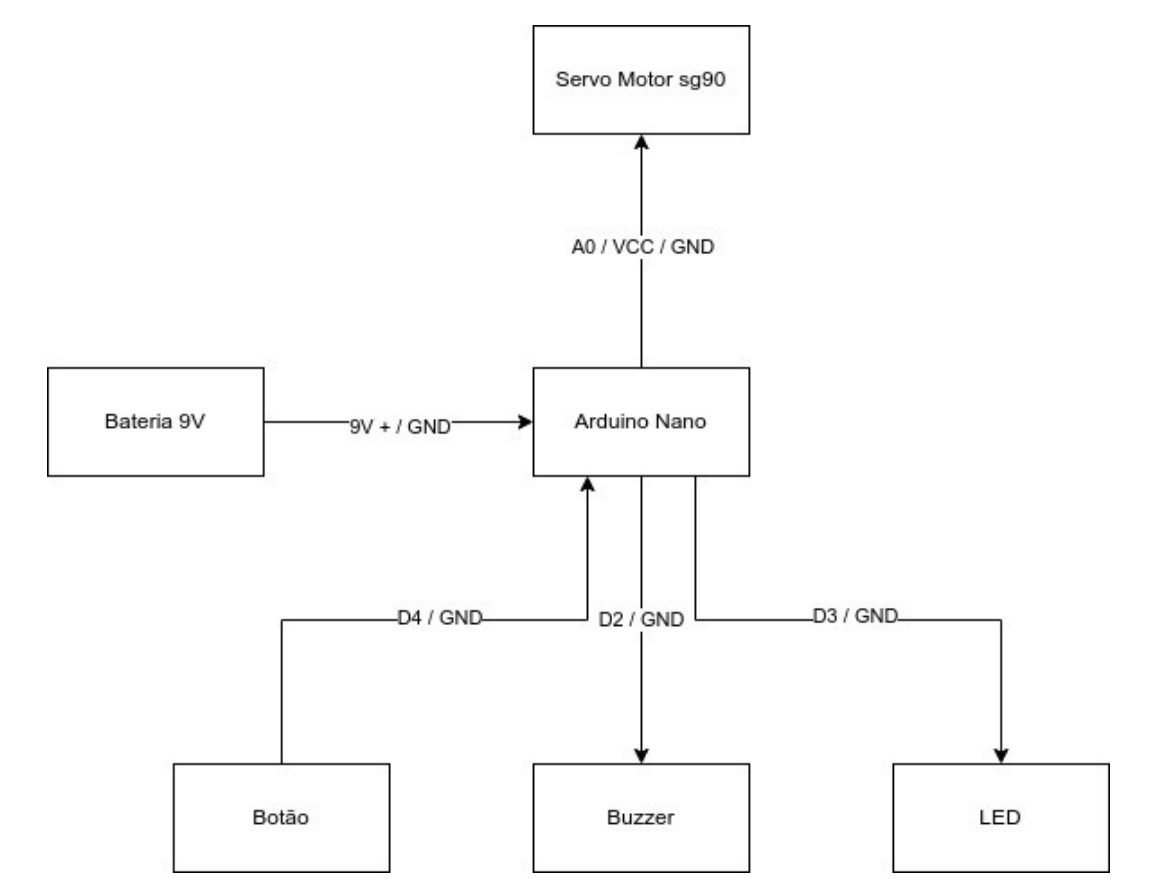 Servo Motor sg90
A0 / VCC / GND
Bateria 9V
9V + / GND
Arduino Nano
D4 / GND
D2 / GND
D3 / GND
Botão
Buzzer
LED